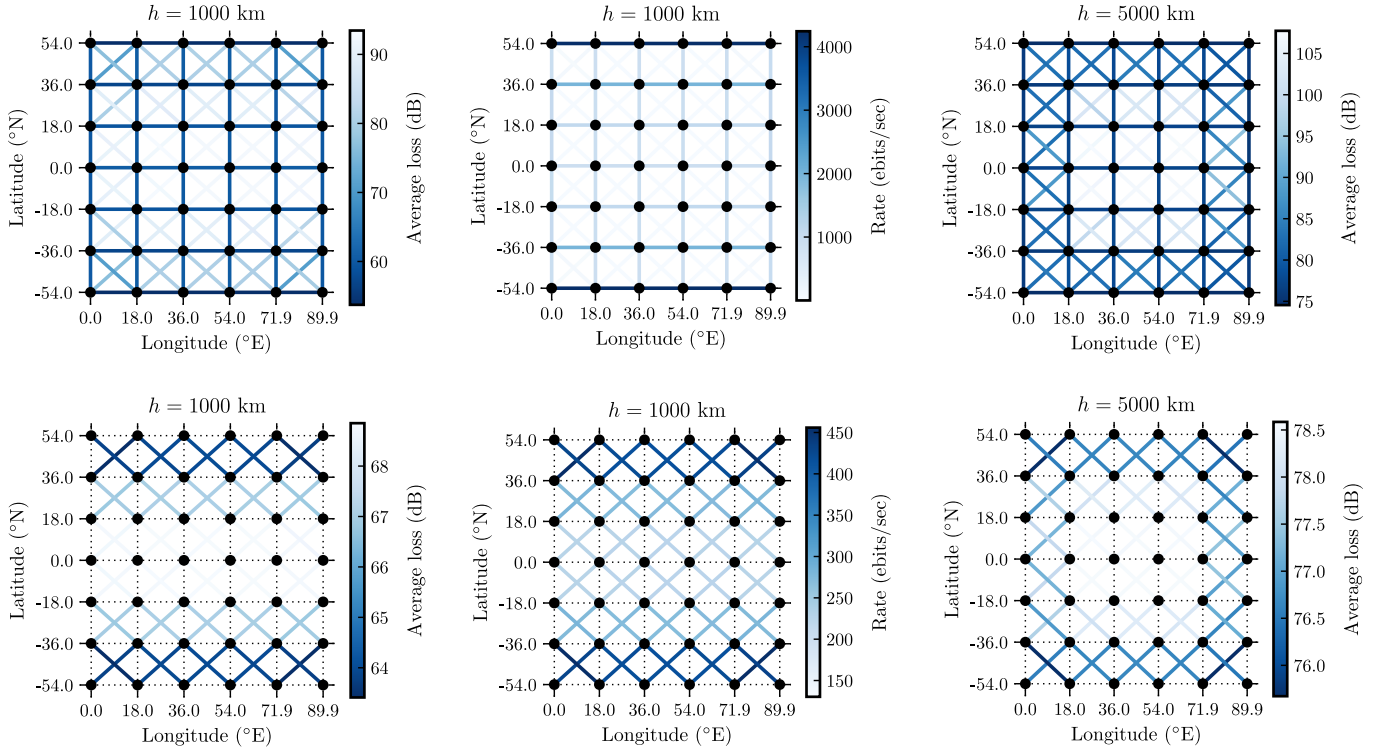 h = 1000 km
54.0
36.0
18.0
0.0
-18.0
-36.0
-54.0
Latitude (°N)
0.0 18.0 36.0 54.0 71.9 89.9
Longitude (°E)
90
80
70
60
Average loss (dB)
h = 1000 km
54.0
36.0
18.0
0.0
-18.0
-36.0
-54.0
Latitude (°N)
0.0 18.0 36.0 54.0 71.9 89.9
Longitude (°E)
4000
3000
2000
1000
Rate (ebits/sec)
h = 5000 km
54.0
36.0
18.0
0.0
-18.0
-36.0
-54.0
Latitude (°N)
0.0 18.0 36.0 54.0 71.9 89.9
Longitude (°E)
105
100
95
90
85
80
75
Average loss (dB)
h = 1000 km
54.0
36.0
18.0
0.0
-18.0
-36.0
-54.0
Latitude (°N)
0.0 18.0 36.0 54.0 71.9 89.9
Longitude (°E)
68
67
66
65
64
Average loss (dB)
h = 1000 km
54.0
36.0
18.0
0.0
-18.0
-36.0
-54.0
Latitude (°N)
0.0 18.0 36.0 54.0 71.9 89.9
Longitude (°E)
450
400
350
300
250
200
150
Rate (ebits/sec)
h = 5000 km
54.0
36.0
18.0
0.0
-18.0
-36.0
-54.0
Latitude (°N)
0.0 18.0 36.0 54.0 71.9 89.9
Longitude (°E)
78.5
78.0
77.5
77.0
76.5
76.0
Average loss (dB)